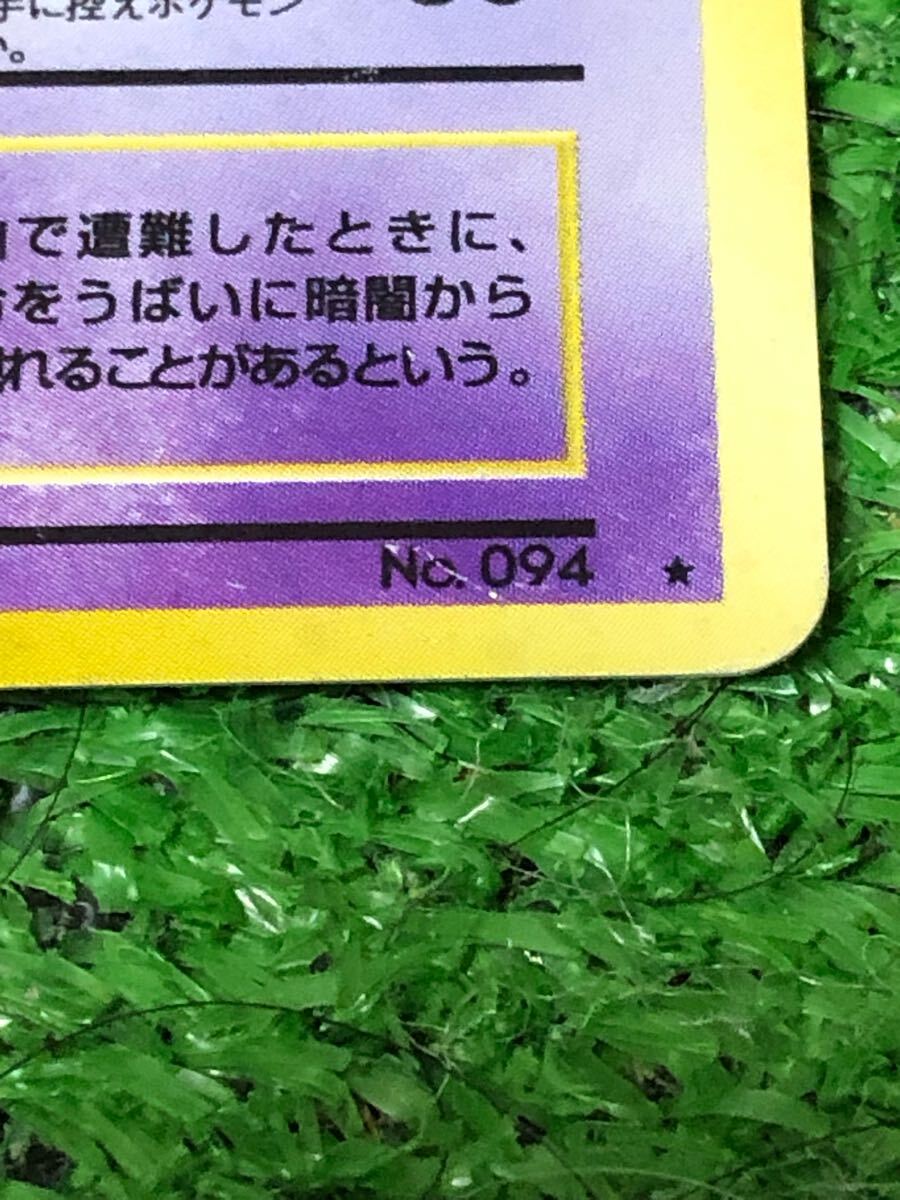 手に控えポケモン
い。
で遭難したときに、
をうばいに暗闇から
れることがあるという。
No. 094 ★